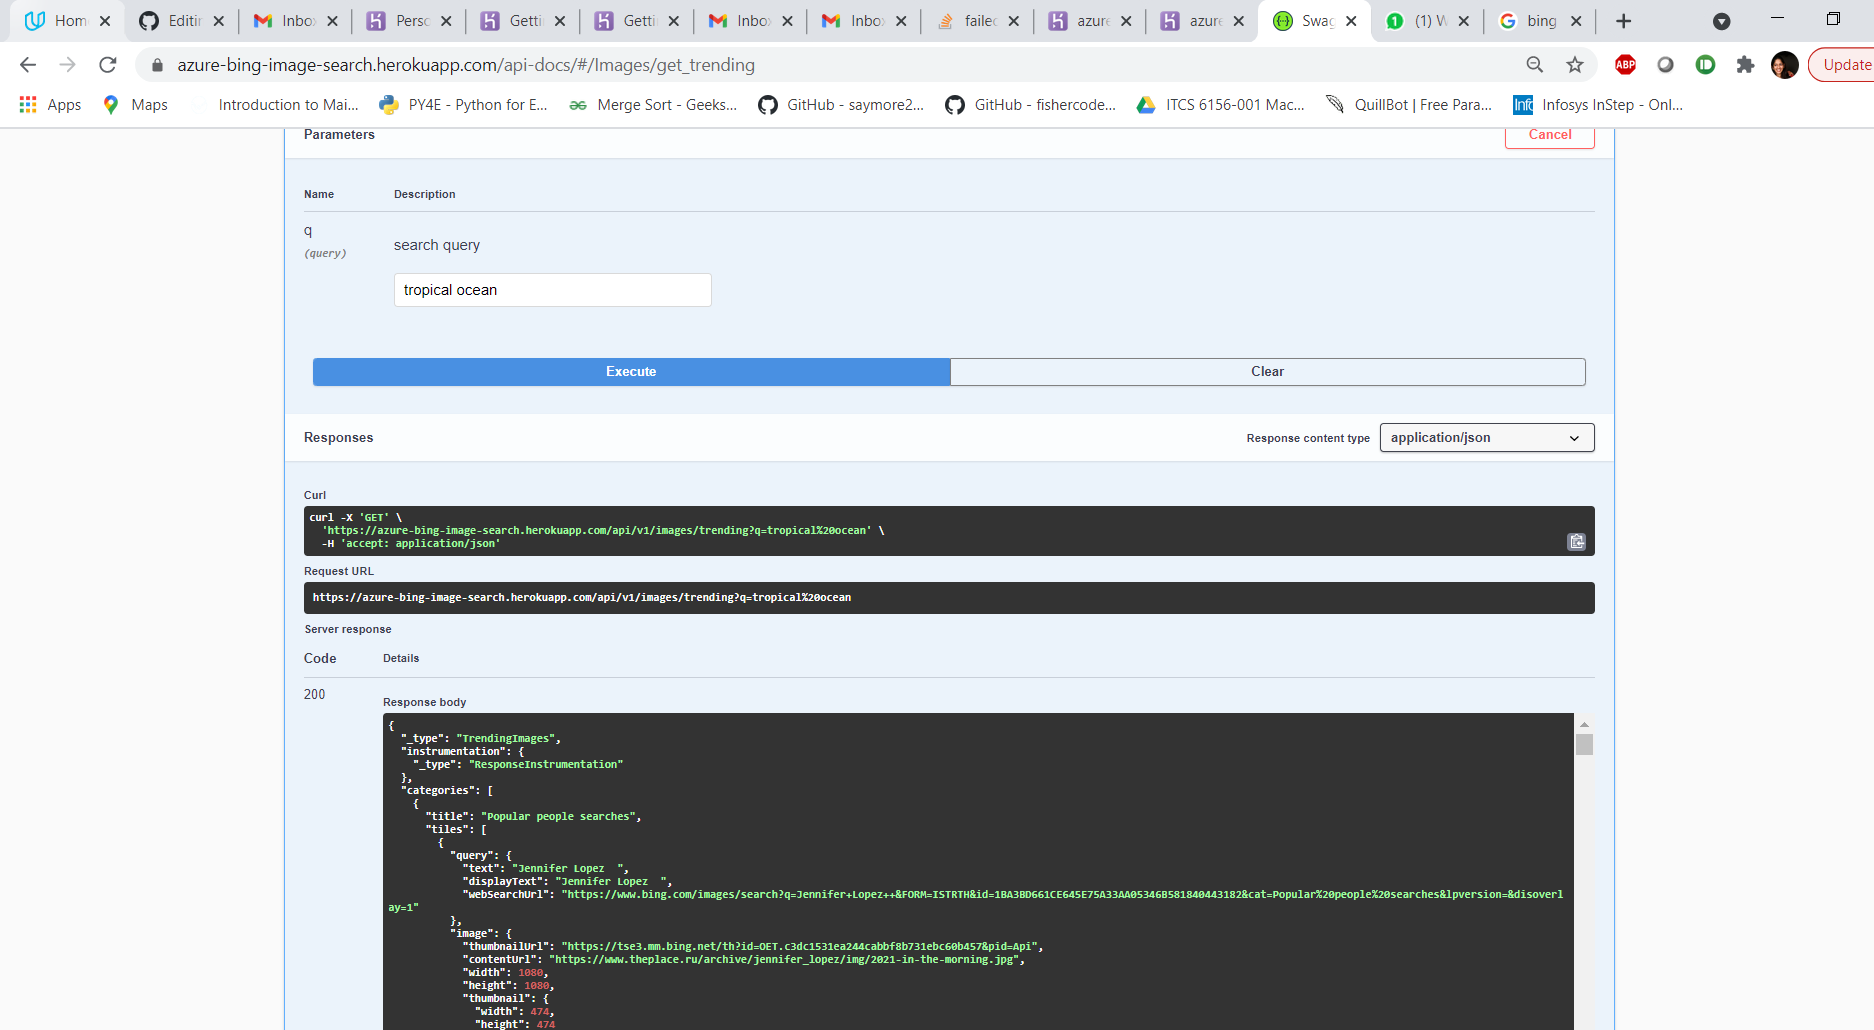 Home
Editin
Inbox
Perso
Getti
Getti
Inbox
Inbox
failed
azure
azure
Swag
(1) W
bing
azure-bing-image-search.herokuapp.com/api-docs/#/Images/get_trending
ABP
Update
Apps
Maps
Introduction to Mai...
PY4E - Python for E...
Merge Sort - Geeks...
GitHub - saymore2...
GitHub - fishercode...
ITCS 6156-001 Mac...
QuillBot | Free Para...
Infosys InStep - Onl...
Parameters
Cancel
Name Description
q
(query)
search query
tropical ocean
Execute
Clear
Responses
Response content type
application/json
Curl
curl -X 'GET' \
'https://azure-bing-image-search.herokuapp.com/api/v1/images/trending?q=tropical%20ocean' \
-H 'accept: application/json'
Request URL
https://azure-bing-image-search.herokuapp.com/api/v1/images/trending?q=tropical%20ocean
Server response
Code Details
200
Response body
{
"_type": "TrendingImages",
"instrumentation": {
"_type": "ResponseInstrumentation"
},
"categories": [
{
"title": "Popular people searches",
"tiles": [
{
"query": {
"text": "Jennifer Lopez  ",
"displayText": "Jennifer Lopez  ",
"webSearchUrl": "https://www.bing.com/images/search?q=Jennifer+Lopez++&FORM=ISTRTH&id=1BA3BD661CE645E75A33AA05346B581840443182&cat=Popular%20people%20searches&lpversion=&disoverl
ay=1"
},
"image": {
"thumbnailUrl": "https://tse3.mm.bing.net/th?id=OET.c3dc1531ea244cabbf8b731ebc60b457&pid=Api",
"contentUrl": "https://www.theplace.ru/archive/jennifer_lopez/img/2021-in-the-morning.jpg",
"width": 1080,
"height": 1080,
"thumbnail": {
"width": 474,
"height": 474